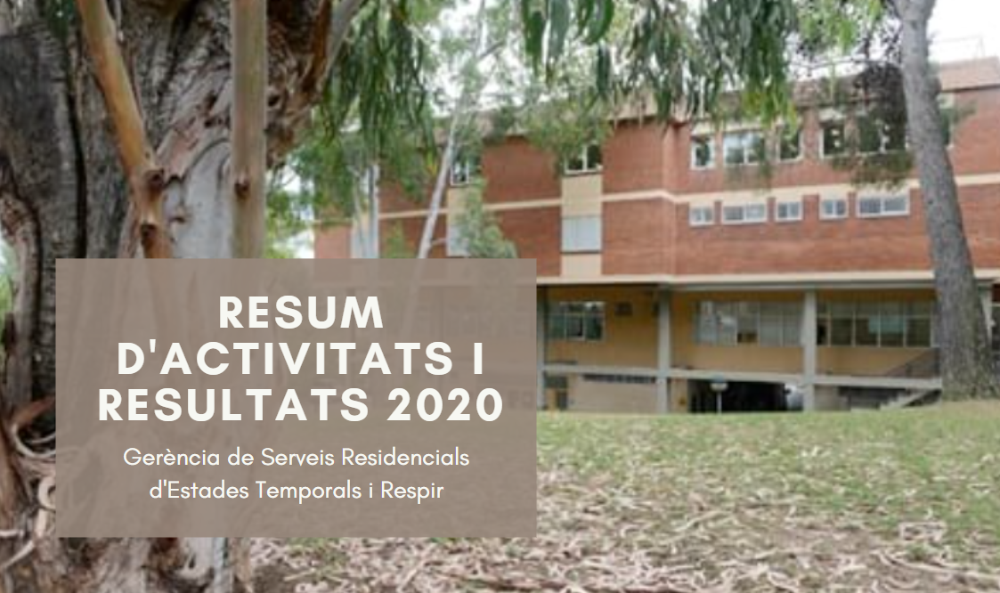 RESUM
D'ACTIVITATS I
RESULTATS 2020
Gerència de Serveis Residencials
d'Estades Temporals i Respir